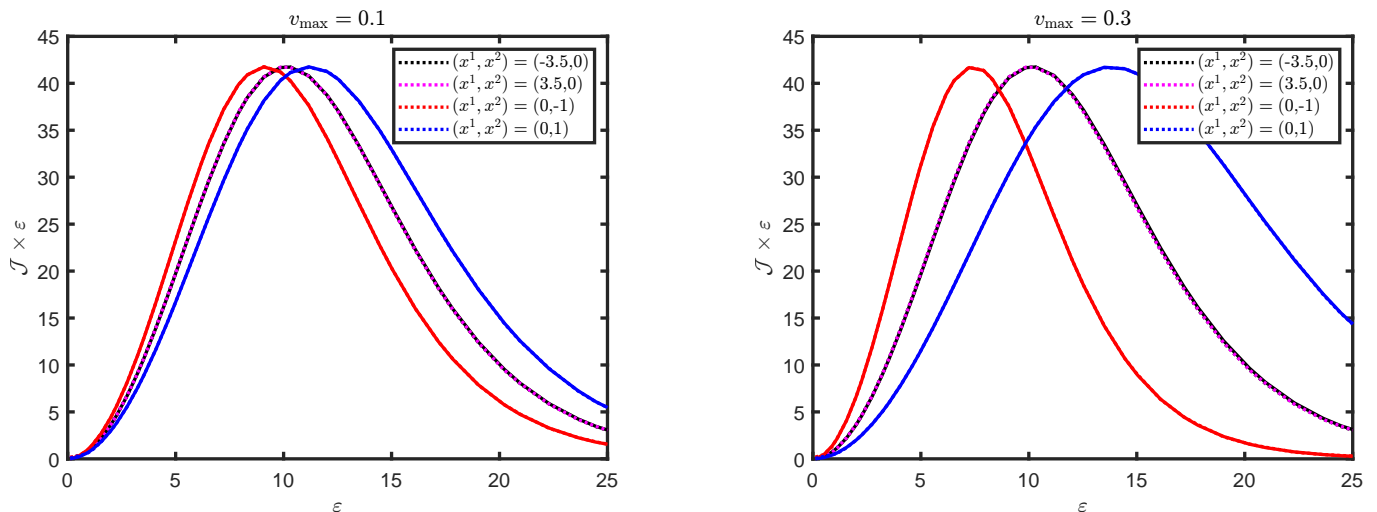 v_max = 0.1
45
40
35
30
25
20
15
10
5
0
𝒥 × ε
(x¹, x²) = (-3.5,0)
(x¹, x²) = (3.5,0)
(x¹, x²) = (0,-1)
(x¹, x²) = (0,1)
0 5 10 15 20 25
ε
v_max = 0.3
45
40
35
30
25
20
15
10
5
0
𝒥 × ε
(x¹, x²) = (-3.5,0)
(x¹, x²) = (3.5,0)
(x¹, x²) = (0,-1)
(x¹, x²) = (0,1)
0 5 10 15 20 25
ε